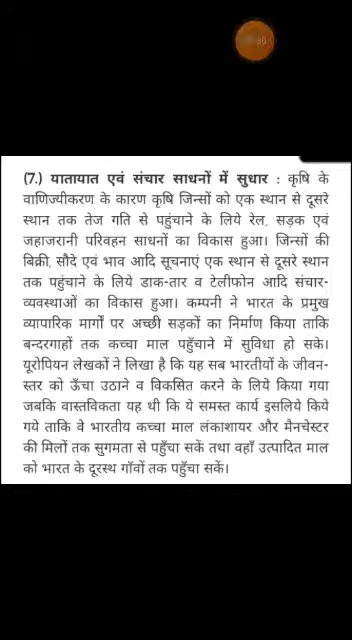 (7.) यातायात एवं संचार साधनों में सुधार : कृषि के
वाणिज्यीकरण के कारण कृषि जिन्सों को एक स्थान से दूसरे
स्थान तक तेज गति से पहुंचाने के लिये रेल, सड़क एवं
जहाजरानी परिवहन साधनों का विकास हुआ। जिन्सों की
बिक्री, सौदे एवं भाव आदि सूचनाएं एक स्थान से दूसरे स्थान
तक पहुंचाने के लिये डाक-तार व टेलीफोन आदि संचार-
व्यवस्थाओं का विकास हुआ। कम्पनी ने भारत के प्रमुख
व्यापारिक मार्गों पर अच्छी सड़कों का निर्माण किया ताकि
बन्दरगाहों तक कच्चा माल पहुँचाने में सुविधा हो सके।
यूरोपियन लेखकों ने लिखा है कि यह सब भारतीयों के जीवन-
स्तर को ऊँचा उठाने व विकसित करने के लिये किया गया
जबकि वास्तविकता यह थी कि ये समस्त कार्य इसलिये किये
गये ताकि वे भारतीय कच्चा माल लंकाशायर और मैनचेस्टर
की मिलों तक सुगमता से पहुँचा सकें तथा वहाँ उत्पादित माल
को भारत के दूरस्थ गाँवों तक पहुँचा सकें।